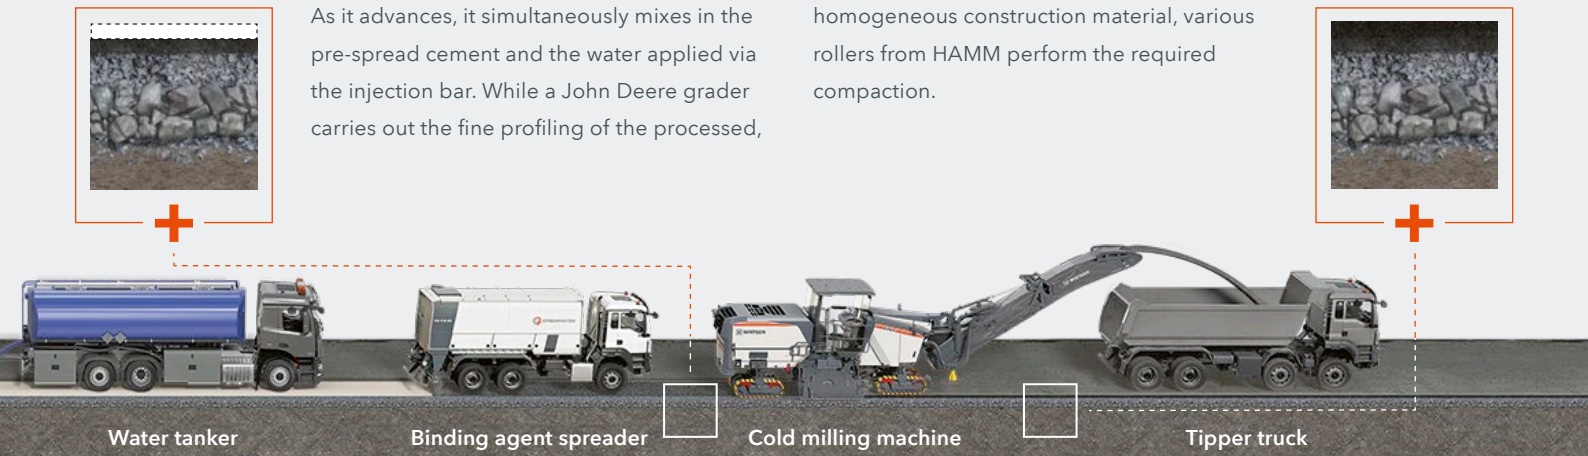 As it advances, it simultaneously mixes in the
pre-spread cement and the water applied via
the injection bar. While a John Deere grader
carries out the fine profiling of the processed,
homogeneous construction material, various
rollers from HAMM perform the required
compaction.
WIRTGEN
Water tanker
Binding agent spreader
Cold milling machine
Tipper truck